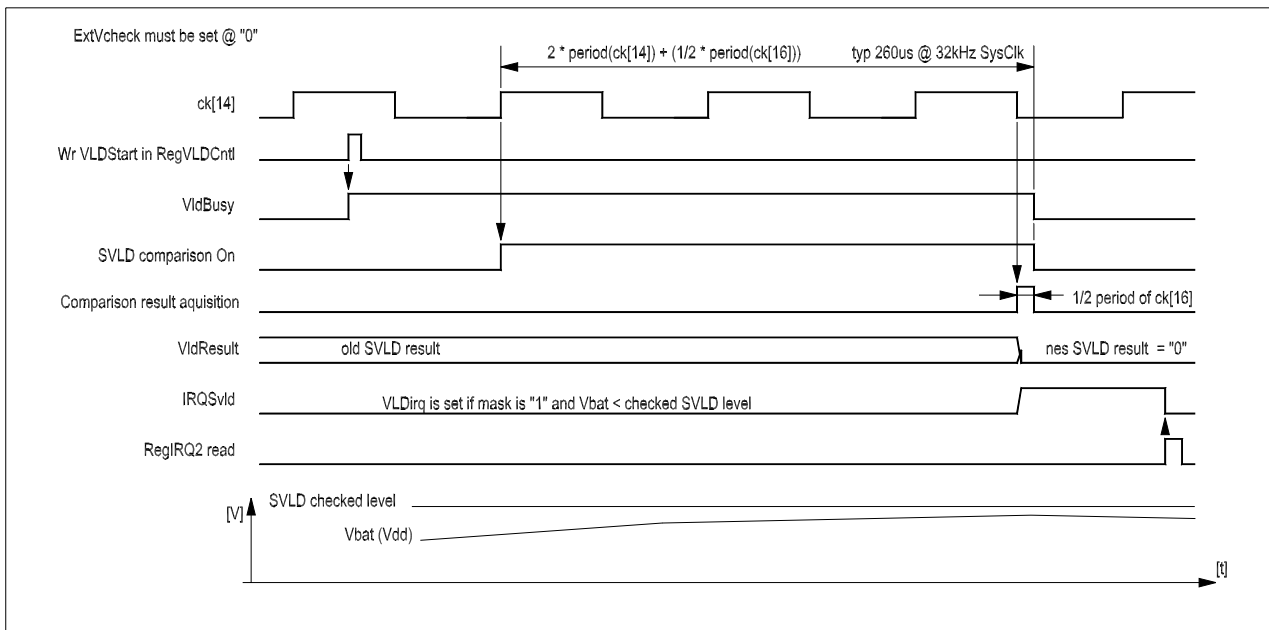 ExtVcheck must be set @ "0"
2 * period(ck[14]) + (1/2 * period(ck[16])) typ 260us @ 32kHz SysClk
ck[14]
Wr VLDStart in RegVLDCntl
VldBusy
SVLD comparison On
Comparison result aquisition
1/2 period of ck[16]
VldResult
old SVLD result
nes SVLD result = "0"
IRQSvld
VLDirq is set if mask is "1" and Vbat < checked SVLD level
RegIRQ2 read
SVLD checked level
[V]
Vbat (Vdd)
[t]